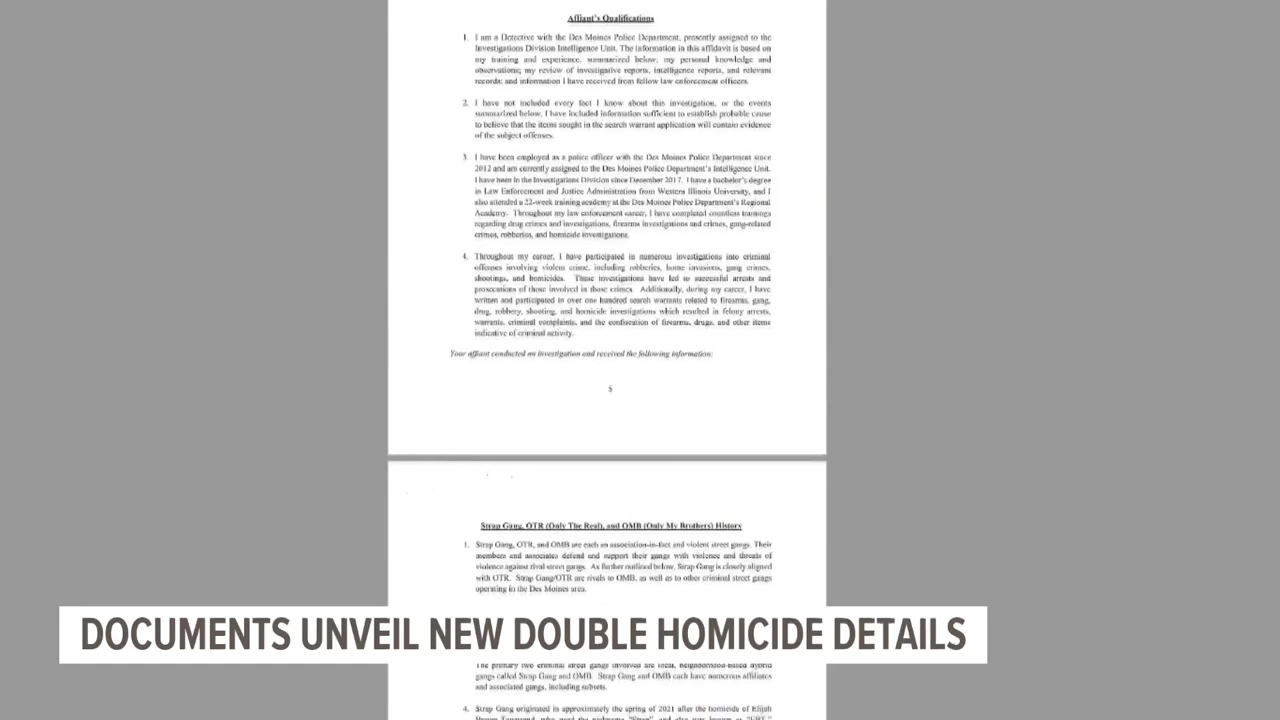 Affiant's Qualifications
1. I am a Detective with the Des Moines Police Department, presently assigned to the
Investigations Division Intelligence Unit. The information in this affidavit is based on
my training and experience, summarized below, my personal knowledge and
observations; my review of investigative reports, intelligence reports, and relevant
records; and information I have received from fellow law enforcement officers.
2. I have not included every fact I know about this investigation, or the events
summarized below. I have included information sufficient to establish probable cause
to believe that the items sought in the search warrant application will contain evidence
of the subject offenses.
3. I have been employed as a police officer with the Des Moines Police Department since
2012 and am currently assigned to the Des Moines Police Department's Intelligence Unit.
I have been in the Investigations Division since December 2017. I have a bachelor's degree
in Law Enforcement and Justice Administration from Western Illinois University, and I
also attended a 22-week training academy at the Des Moines Police Department's Regional
Academy. Throughout my law enforcement career, I have completed countless trainings
regarding drug crimes and investigations, firearms investigations and crimes, gang-related
crimes, robberies, and homicide investigations.
4. Throughout my career, I have participated in numerous investigations into criminal
offenses involving violent crime, including robberies, home invasions, gang crimes,
shootings, and homicides. Those investigations have led to successful arrests and
prosecutions of those involved in those crimes. Additionally, during my career, I have
written and participated in over one hundred search warrants related to firearms, gang,
drug, robbery, shooting, and homicide investigations which resulted in felony arrests,
warrants, criminal complaints, and the confiscation of firearms, drugs, and other items
indicative of criminal activity.
Your affiant conducted an investigation and received the following information:
5
Strap Gang, OTR (Only The Real), and OMB (Only My Brothers) History
1. Strap Gang, OTR, and OMB are each an association-in-fact and violent street gangs. Their
members and associates defend and support their gangs with violence and threats of
violence against rival street gangs. As further outlined below, Strap Gang is closely aligned
with OTR. Strap Gang/OTR are rivals to OMB, as well as to other criminal street gangs
operating in the Des Moines area.
DOCUMENTS UNVEIL NEW DOUBLE HOMICIDE DETAILS
The primary two criminal street gangs involved are local, neighborhood-based hybrid
gangs called Strap Gang and OMB. Strap Gang and OMB each have numerous affiliates
and associated gangs, including subsets.
4. Strap Gang originated in approximately the spring of 2021 after the homicide of Elijah